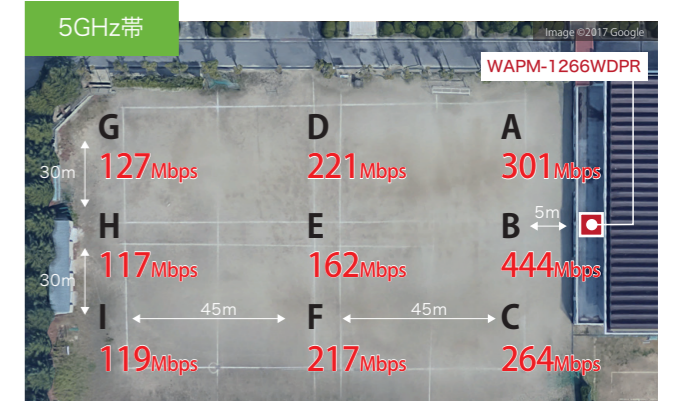 5GHz帯
Image ©2017 Google
WAPM-1266WDPR
G
D
A
127Mbps
221Mbps
301Mbps
30m
H
E
B
5m
117Mbps
162Mbps
444Mbps
30m
I
45m
F
45m
C
119Mbps
217Mbps
264Mbps